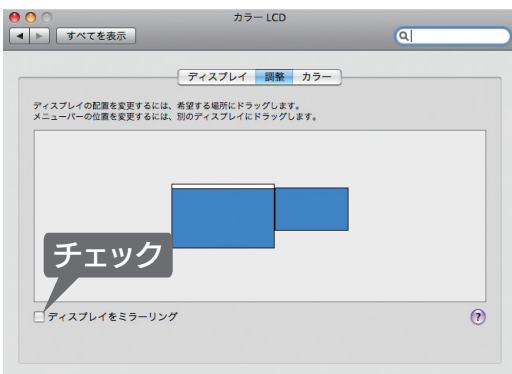 カラー LCD
すべてを表示
ディスプレイ 調整 カラー
ディスプレイの配置を変更するには、希望する場所にドラッグします。
メニューバーの位置を変更するには、別のディスプレイにドラッグします。
チェック
ディスプレイをミラーリング
?